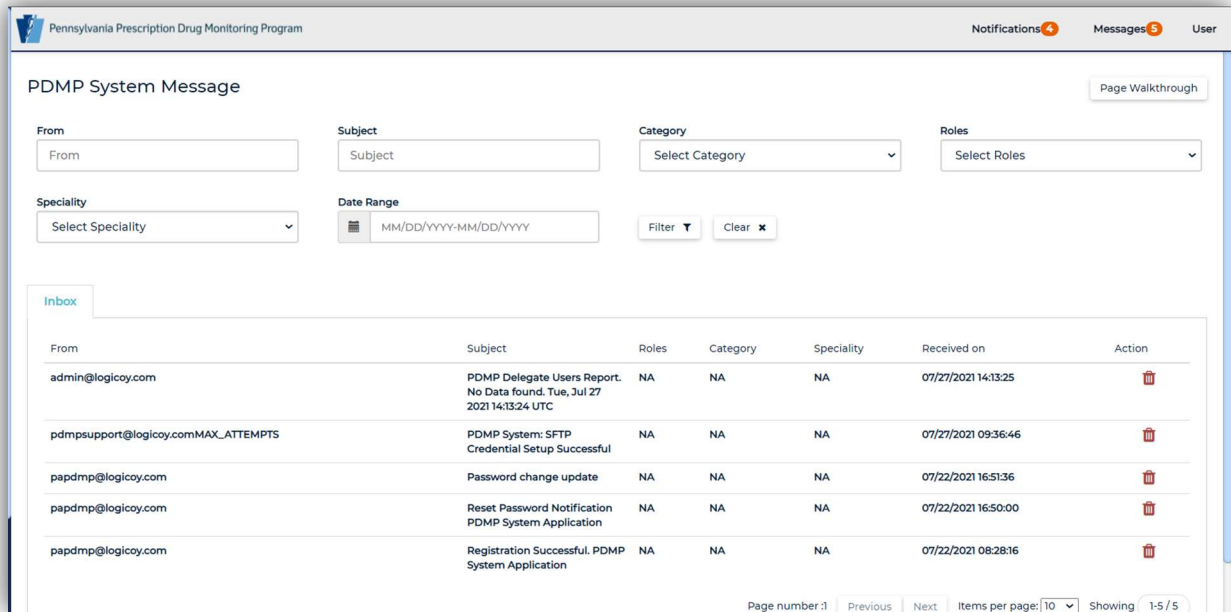 Pennsylvania Prescription Drug Monitoring Program
Notifications 4 Messages 5 User
PDMP System Message
Page Walkthrough
From Subject Category Roles
From Subject Select Category Select Roles
Speciality Date Range
Select Speciality MM/DD/YYYY-MM/DD/YYYY Filter Clear
Inbox
From Subject Roles Category Speciality Received on Action
admin@logicoy.com PDMP Delegate Users Report. NA NA NA 07/27/2021 14:13:25
No Data found. Tue, Jul 27
2021 14:13:24 UTC
pdmpsupport@logicoy.comMAX_ATTEMPTS PDMP System: SFTP NA NA NA 07/27/2021 09:36:46
Credential Setup Successful
papdmp@logicoy.com Password change update NA NA NA 07/22/2021 16:51:36
papdmp@logicoy.com Reset Password Notification NA NA NA 07/22/2021 16:50:00
PDMP System Application
papdmp@logicoy.com Registration Successful. PDMP NA NA NA 07/22/2021 08:28:16
System Application
Page number :1 Previous Next Items per page: 10 Showing 1-5 / 5